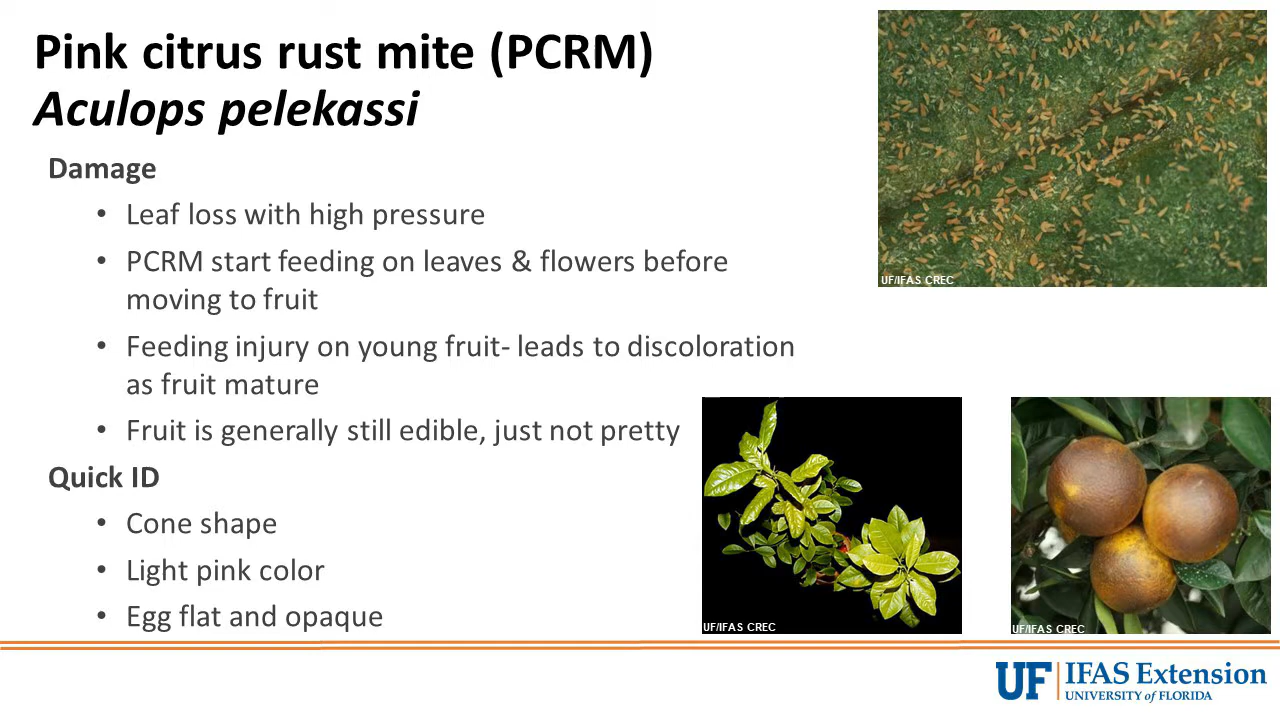 Pink citrus rust mite (PCRM)
Aculops pelekassi
Damage
• Leaf loss with high pressure
• PCRM start feeding on leaves & flowers before
moving to fruit
• Feeding injury on young fruit- leads to discoloration
as fruit mature
• Fruit is generally still edible, just not pretty
Quick ID
• Cone shape
• Light pink color
• Egg flat and opaque
UF/IFAS CREC
UF/IFAS CREC
UF/IFAS CREC
UF IFAS Extension
UNIVERSITY of FLORIDA